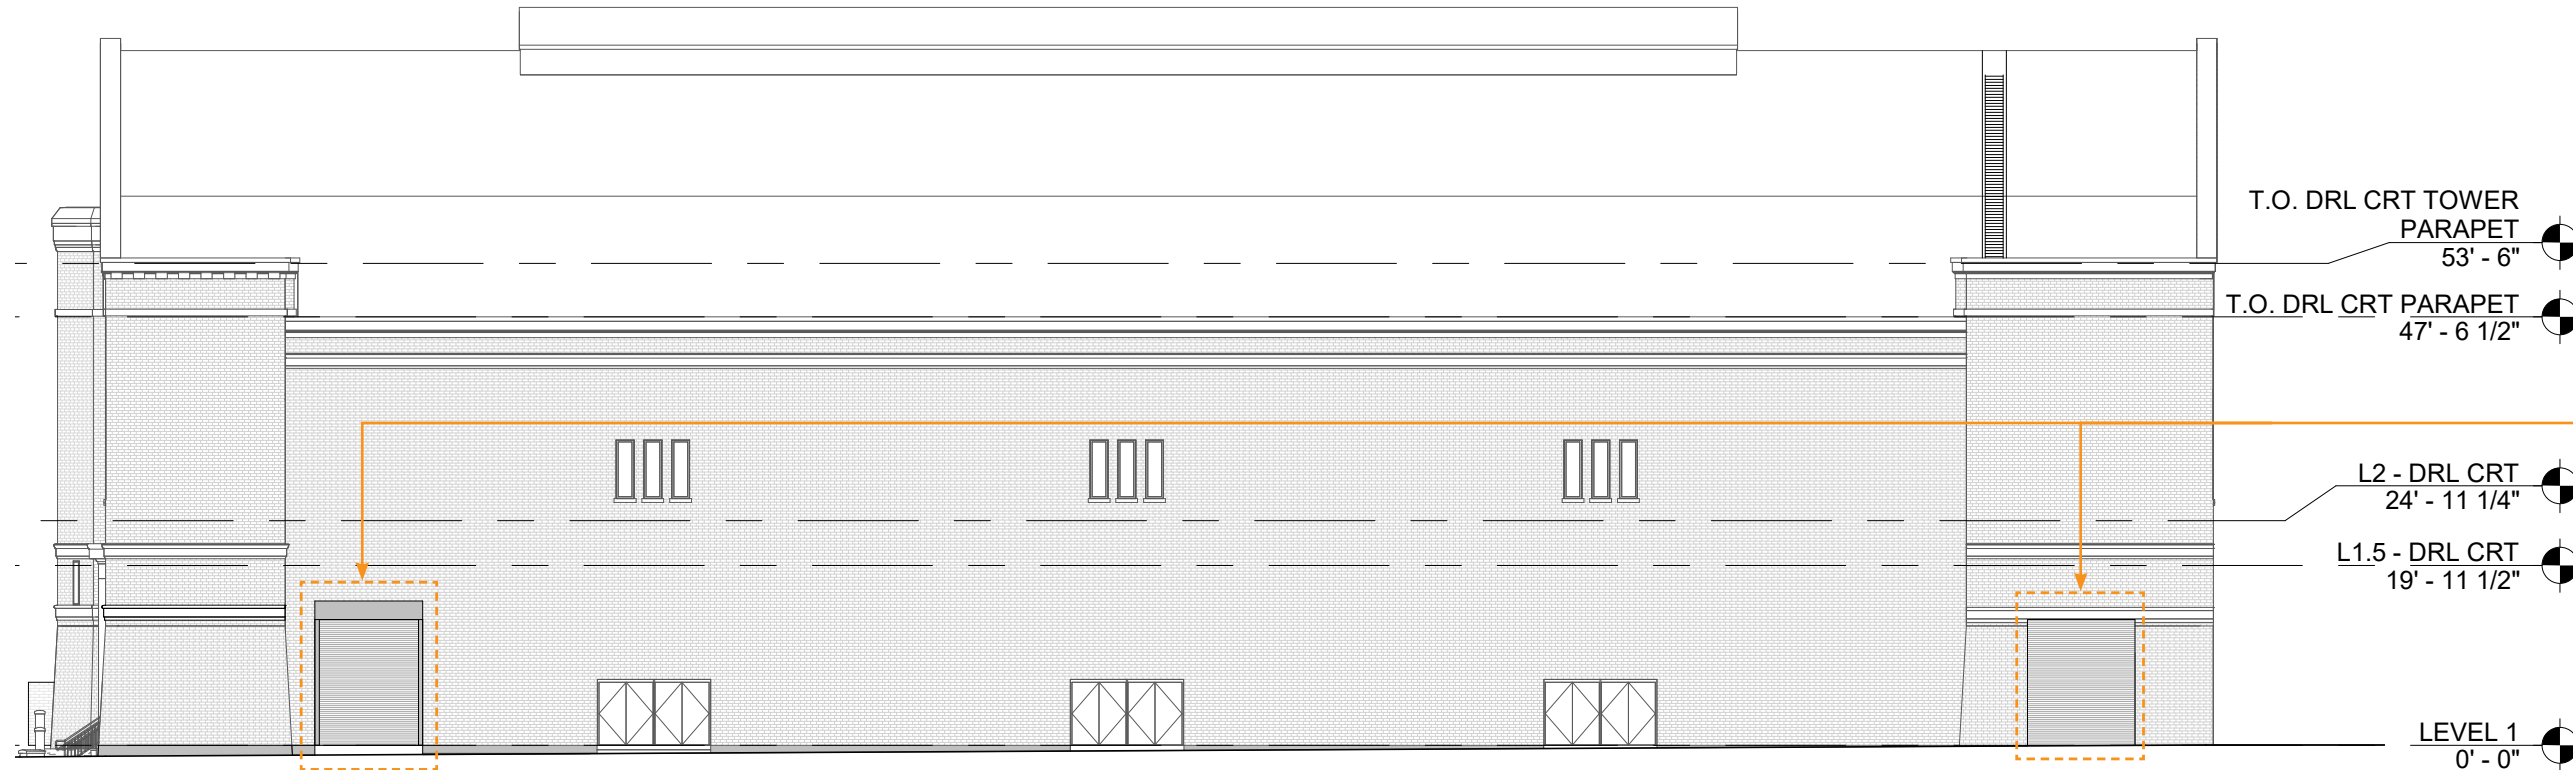 T.O. DRL CRT TOWER
PARAPET
53' - 6"
T.O. DRL CRT PARAPET
47' - 6 1/2"
L2 - DRL CRT
24' - 11 1/4"
L1.5 - DRL CRT
19' - 11 1/2"
LEVEL 1
0' - 0"